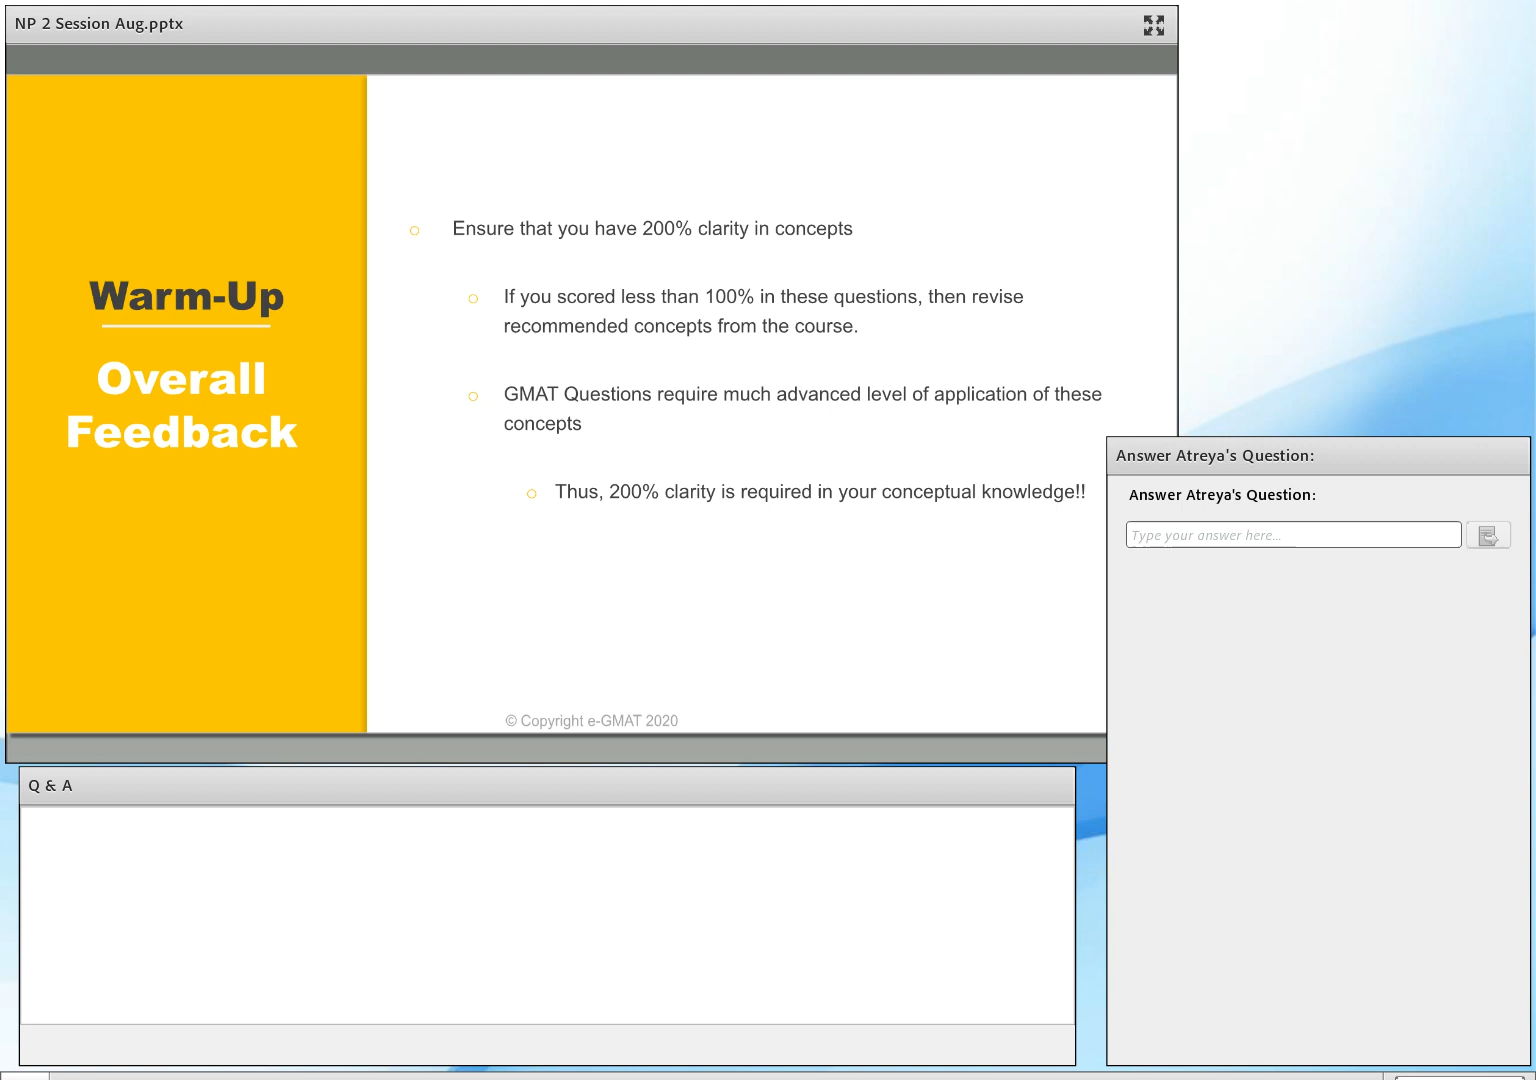 NP 2 Session Aug.pptx
Warm-Up
Overall
Feedback
Ensure that you have 200% clarity in concepts
If you scored less than 100% in these questions, then revise
recommended concepts from the course.
GMAT Questions require much advanced level of application of these
concepts
Thus, 200% clarity is required in your conceptual knowledge!!
© Copyright e-GMAT 2020
Answer Atreya's Question:
Answer Atreya's Question:
Type your answer here...
Q & A